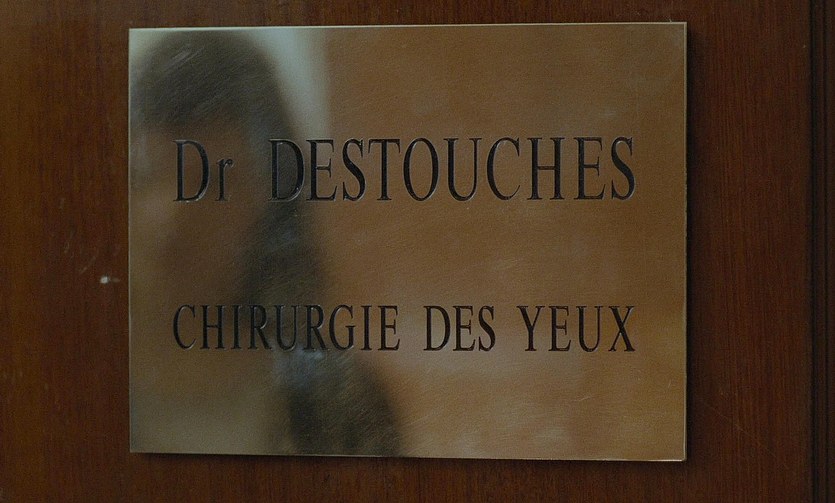 Dr DESTOUCHES
CHIRURGIE DES YEUX